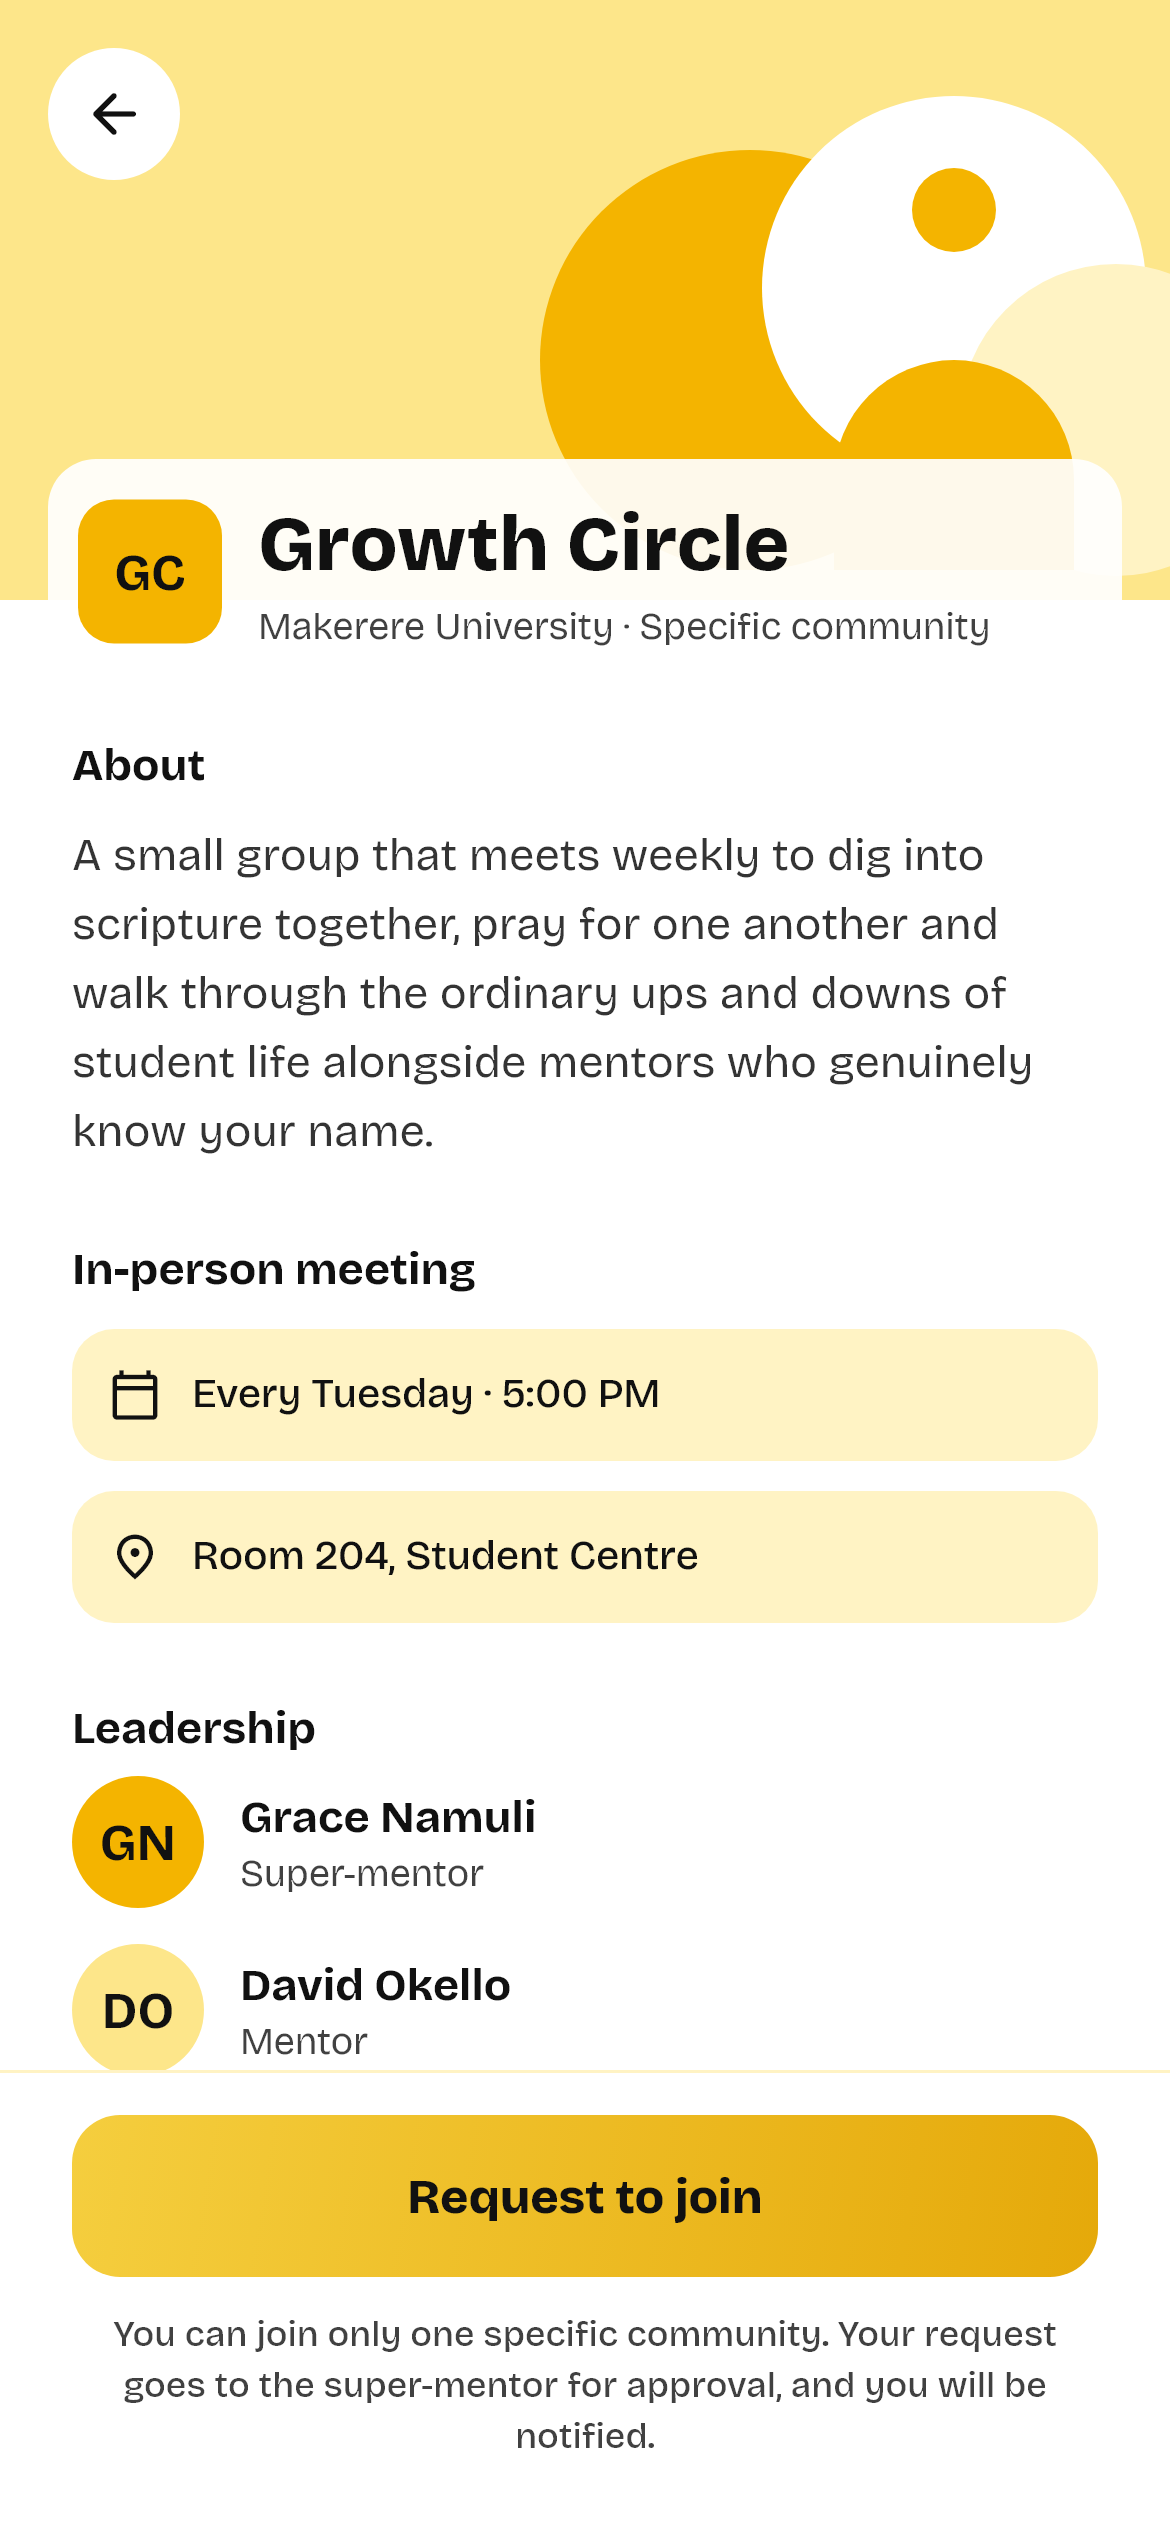 GC
Growth Circle
Makerere University · Specific community
About
A small group that meets weekly to dig into
scripture together, pray for one another and
walk through the ordinary ups and downs of
student life alongside mentors who genuinely
know your name.
In-person meeting
Every Tuesday · 5:00 PM
Room 204, Student Centre
Leadership
GN
Grace Namuli
Super-mentor
DO
David Okello
Mentor
Request to join
You can join only one specific community. Your request
goes to the super-mentor for approval, and you will be
notified.